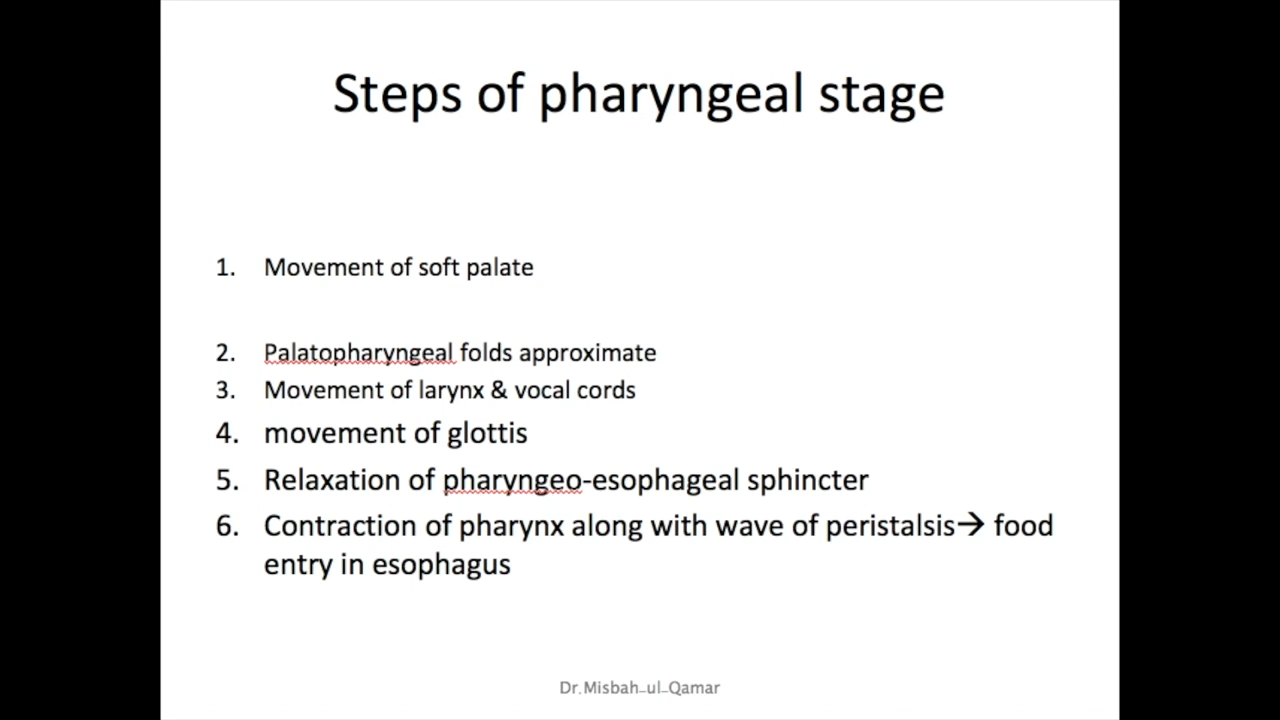 Steps of pharyngeal stage
1. Movement of soft palate
2. Palatopharyngeal folds approximate
3. Movement of larynx & vocal cords
4. movement of glottis
5. Relaxation of pharyngeo-esophageal sphincter
6. Contraction of pharynx along with wave of peristalsis→ food
entry in esophagus
Dr.Misbah-ul-Qamar